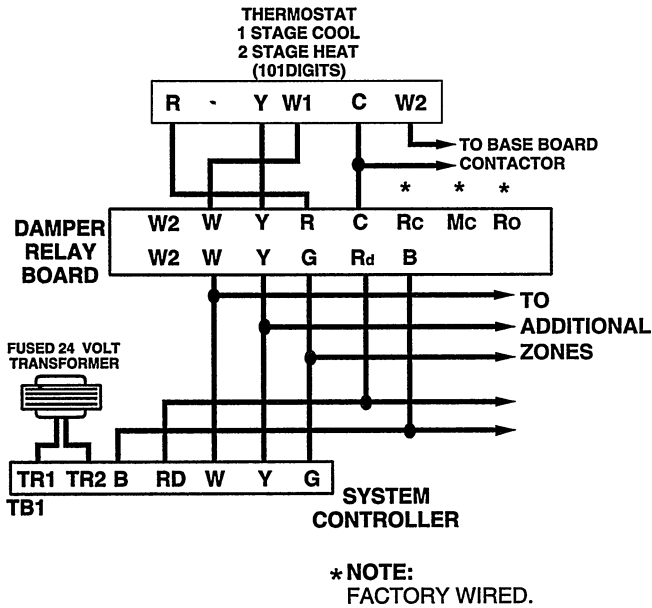 THERMOSTAT
1 STAGE COOL
2 STAGE HEAT
(101DIGITS)
R - Y W1 C W2
TO BASE BOARD
CONTACTOR
* * *
DAMPER
RELAY
BOARD
W2 W Y R C RC MC RO
W2 W Y G Rd B
TO
ADDITIONAL
ZONES
FUSED 24 VOLT
TRANSFORMER
TR1 TR2 B RD W Y G
TB1
SYSTEM
CONTROLLER
* NOTE:
FACTORY WIRED.